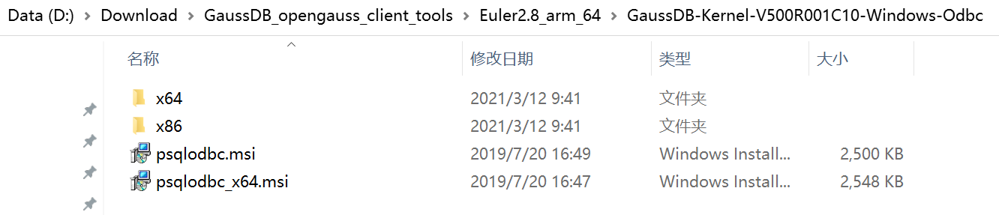 Data (D:) > Download > GaussDB_opengauss_client_tools > Euler2.8_arm_64 > GaussDB-Kernel-V500R001C10-Windows-Odbc
名称 修改日期 类型 大小
x64 2021/3/12 9:41 文件夹
x86 2021/3/12 9:41 文件夹
psqlodbc.msi 2019/7/20 16:49 Windows Install... 2,500 KB
psqlodbc_x64.msi 2019/7/20 16:47 Windows Install... 2,548 KB